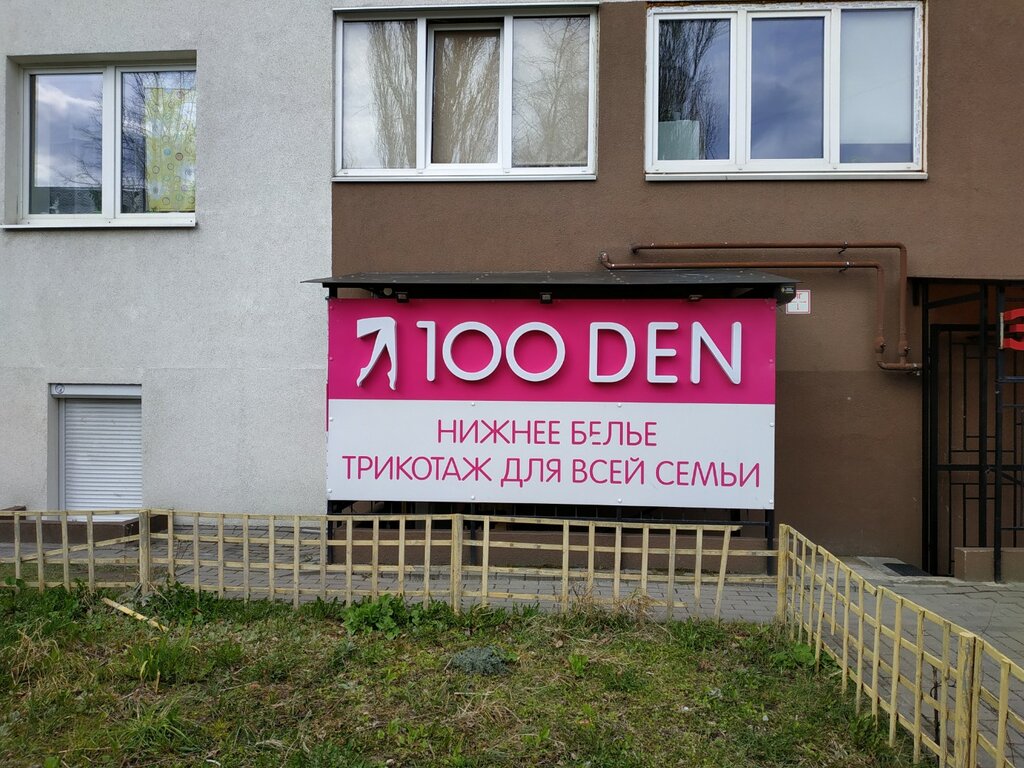 100 DEN
НИЖНЕЕ БЕЛЬЕ
ТРИКОТАЖ ДЛЯ ВСЕЙ СЕМЬИ